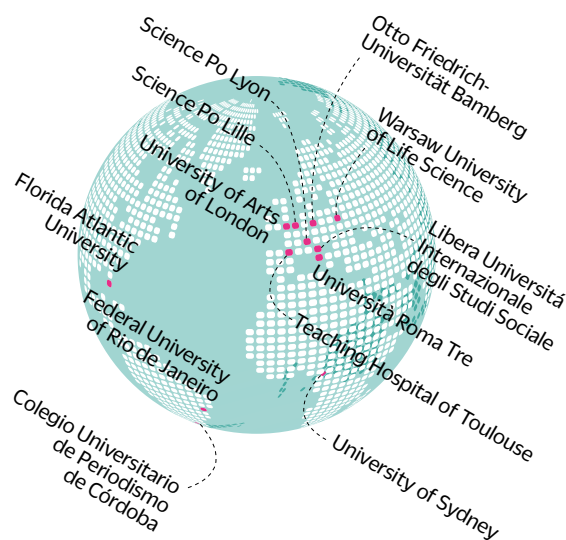 Science Po Lyon
Science Po Lille
University of Arts
of London
Florida Atlantic
University
Federal University
of Rio de Janeiro
Colegio Universitario
de Periodismo
de Córdoba
Otto Friedrich-
Universität Bamberg
Warsaw University
of Life Science
Libera Universitá
Internazionale
degli Studi Sociale
Universitá Roma Tre
Teaching Hospital of Toulouse
University of Sydney